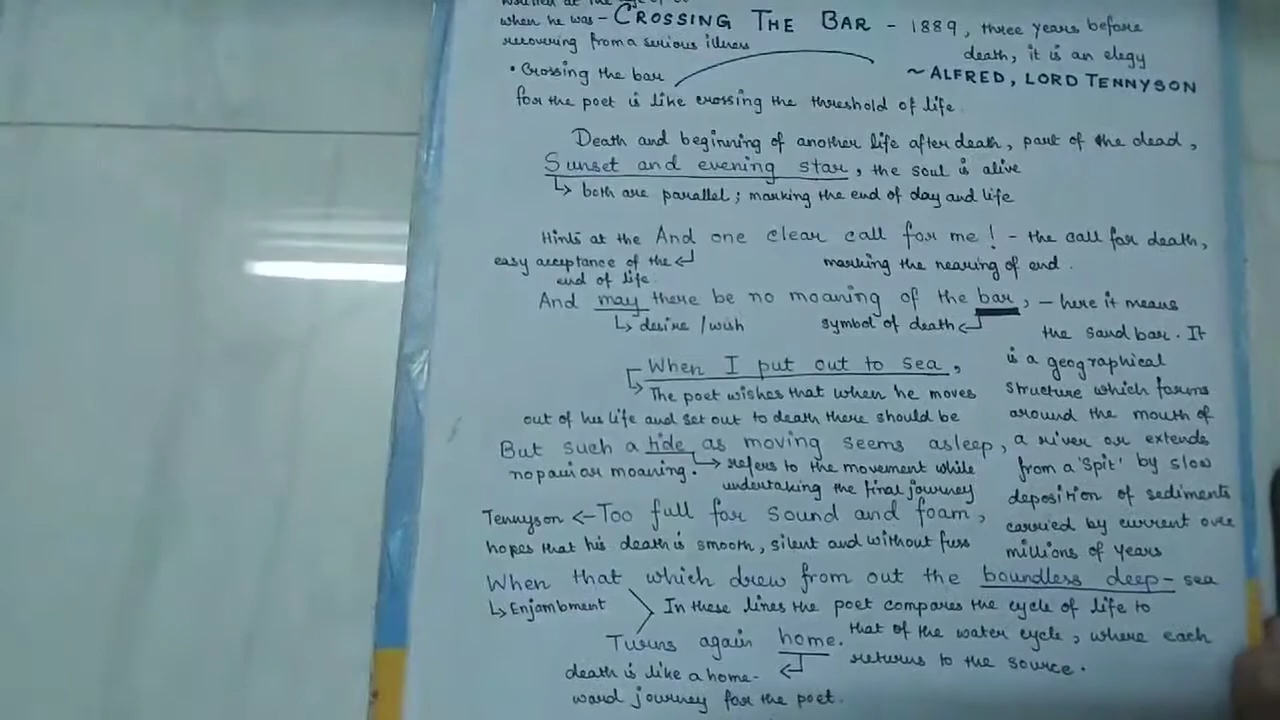 when he was - CROSSING THE BAR - 1889, three years before
recovering from a serious illness death, it is an elegy
• Crossing the bar ~ ALFRED, LORD TENNYSON
for the poet is like crossing the threshold of life.
Death and beginning of another life after death, part of the dead,
Sunset and evening star, the soul is alive
↳ both are parallel; marking the end of day and life
Hints at the And one clear call for me! - the call for death,
easy acceptance of the ↲ marking the nearing of end.
end of life.
And may there be no moaning of the bar, - here it means
↳ desire / wish symbol of death ↲ the sand bar. It
When I put out to sea, is a geographical
↳ The poet wishes that when he moves structure which forms
out of his life and set out to death there should be around the mouth of
But such a tide as moving seems asleep, a river or extends
no pain or moaning. ↳ refers to the movement while from a 'spit' by slow
undertaking the final journey deposition of sediments
Tennyson <- Too full for sound and foam, carried by current over
hopes that his death is smooth, silent and without fuss millions of years
When that which drew from out the boundless deep - sea
↳ Enjambment In these lines the poet compares the cycle of life to
Turns again home. that of the water cycle, where each
death is like a home- ↲ returns to the source.
ward journey for the poet.